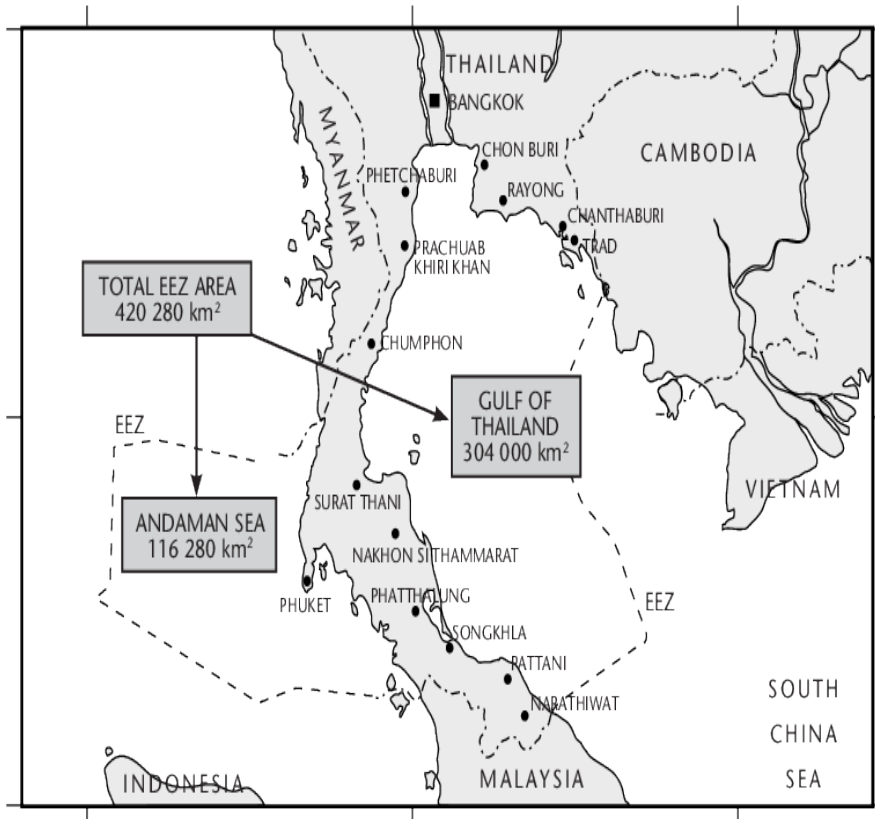 THAILAND
BANGKOK
MYANMAR
CHON BURI
CAMBODIA
PHETCHABURI
RAYONG
CHANTHABURI
TRAD
PRACHUAB
KHIRI KHAN
TOTAL EEZ AREA
420 280 km²
CHUMPHON
GULF OF
THAILAND
304 000 km²
EEZ
SURAT THANI
VIETNAM
ANDAMAN SEA
116 280 km²
NAKHON SI THAMMARAT
PHUKET
PHATTHALUNG
EEZ
SONGKHLA
PATTANI
NARATHIWAT
SOUTH
CHINA
SEA
INDONESIA
MALAYSIA